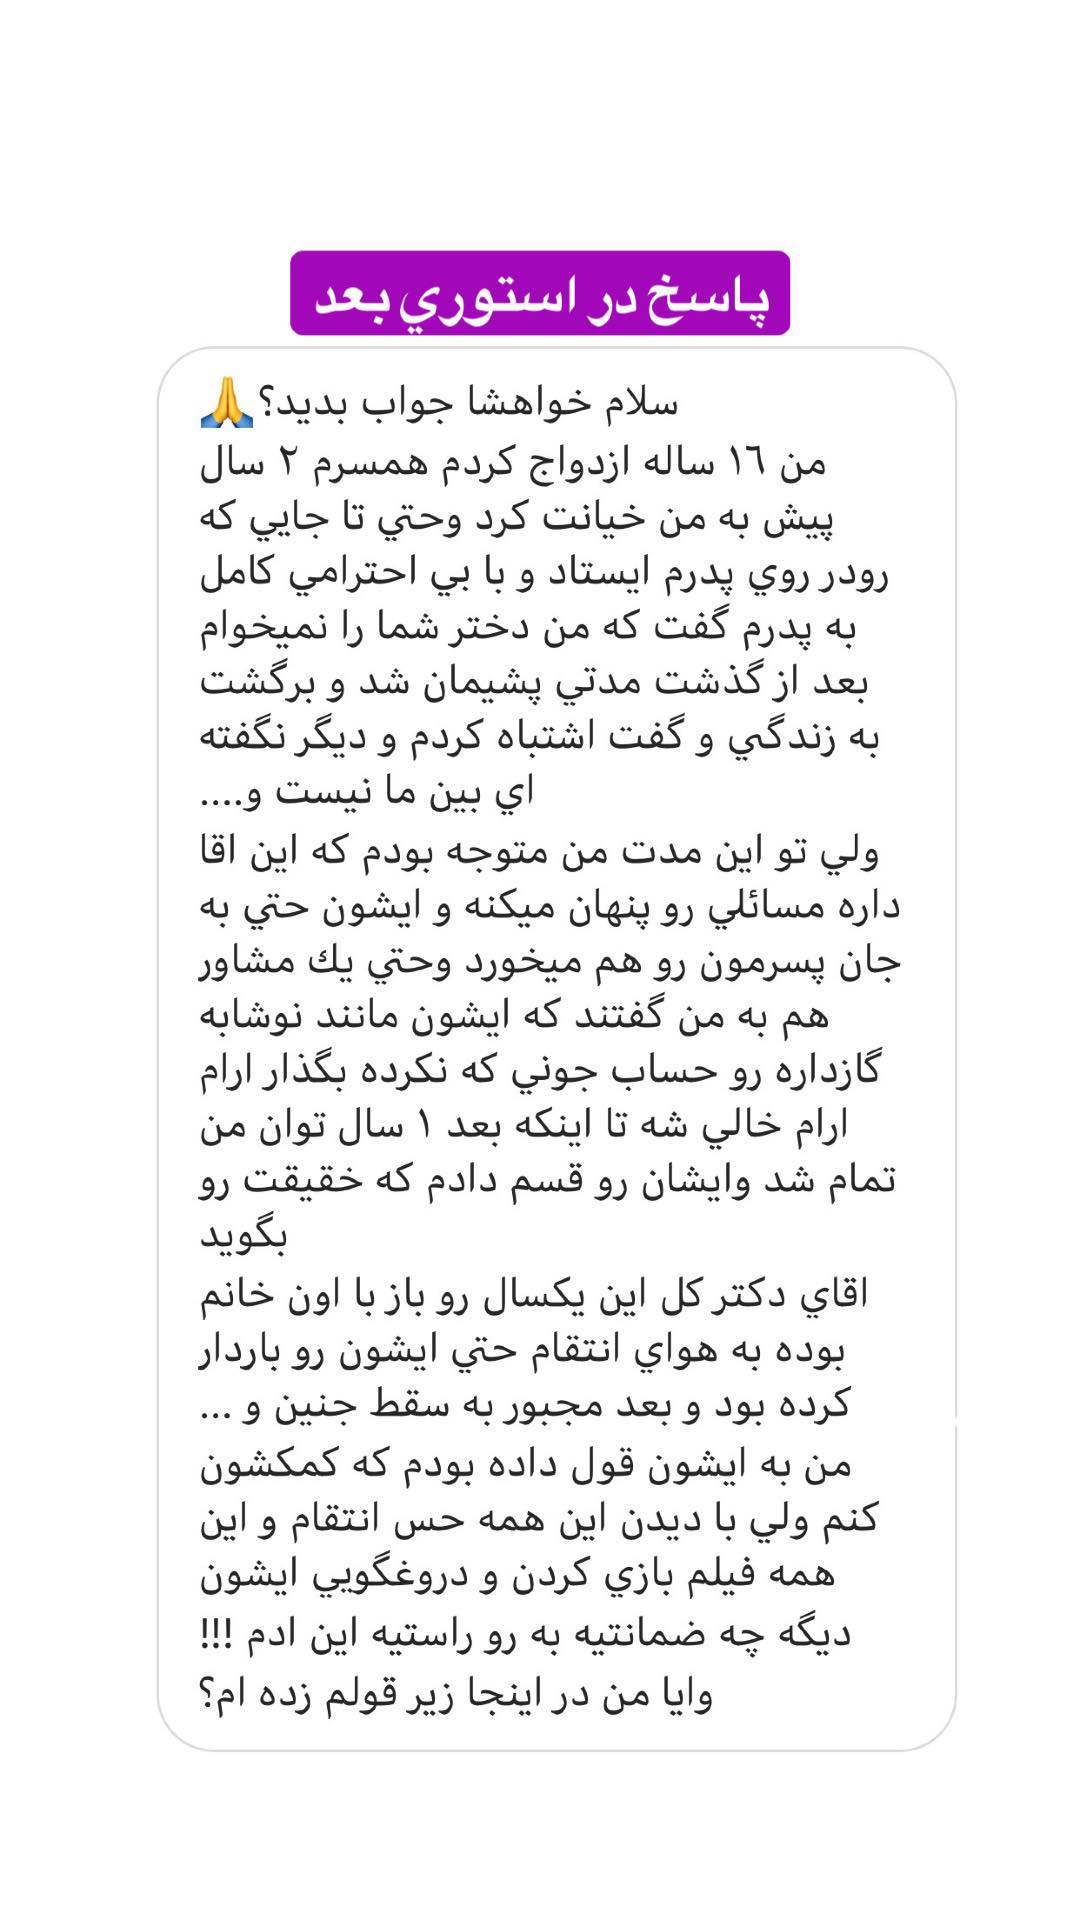 پاسخ در استوري بعد
سلام خواهشا جواب بديد؟🙏
من ١٦ ساله ازدواج كردم همسرم ٢ سال
پيش به من خيانت كرد وحتي تا جايي كه
رودر روي پدرم ايستاد و با بي احترامي كامل
به پدرم گفت كه من دختر شما را نميخوام
بعد از گذشت مدتي پشيمان شد و برگشت
به زندگي و گفت اشتباه كردم و ديگر نگفته
اي بين ما نيست و....
ولي تو اين مدت من متوجه بودم كه اين اقا
داره مسائلي رو پنهان ميكنه و ايشون حتي به
جان پسرمون رو هم ميخورد وحتي يك مشاور
هم به من گفتند كه ايشون مانند نوشابه
گازداره رو حساب جوني كه نكرده بگذار ارام
ارام خالي شه تا اينكه بعد ١ سال توان من
تمام شد وايشان رو قسم دادم كه خقيقت رو
بگويد
اقاي دكتر كل اين يكسال رو باز با اون خانم
بوده به هواي انتقام حتي ايشون رو باردار
كرده بود و بعد مجبور به سقط جنين و ...
من به ايشون قول داده بودم كه كمكشون
كنم ولي با ديدن اين همه حس انتقام و اين
همه فيلم بازي كردن و دروغگويي ايشون
ديگه چه ضمانتيه به رو راستيه اين ادم !!!
وايا من در اينجا زير قولم زده ام؟